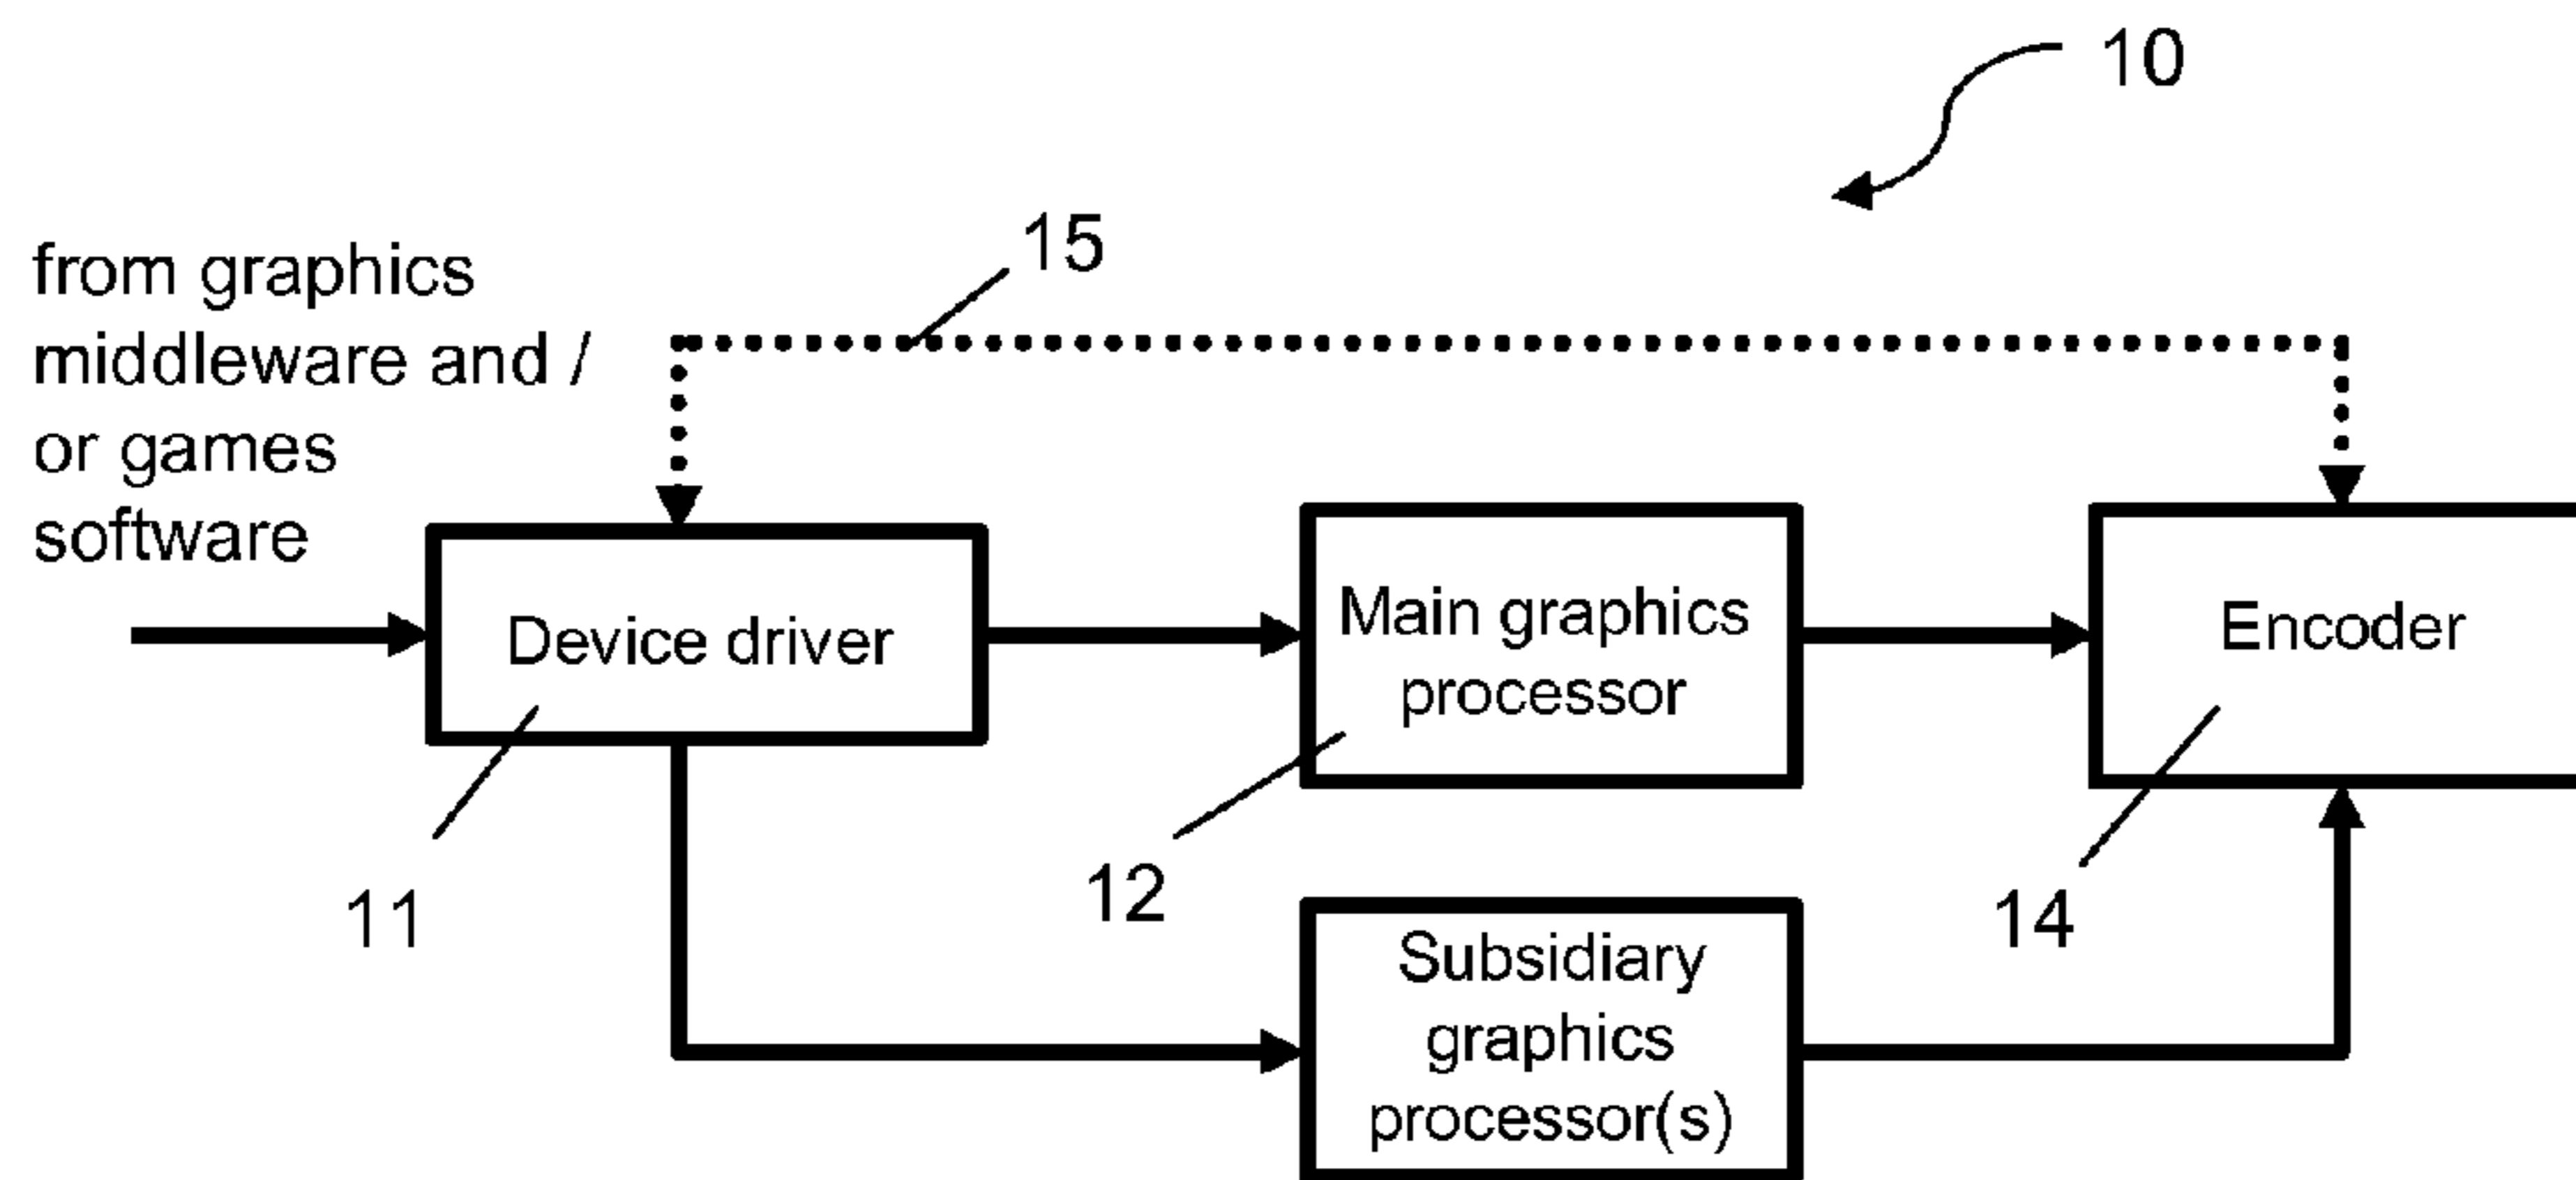 10
15
from graphics
middleware and /
or games
software
Device driver
Main graphics
processor
Encoder
11
12
14
Subsidiary
graphics
processor(s)